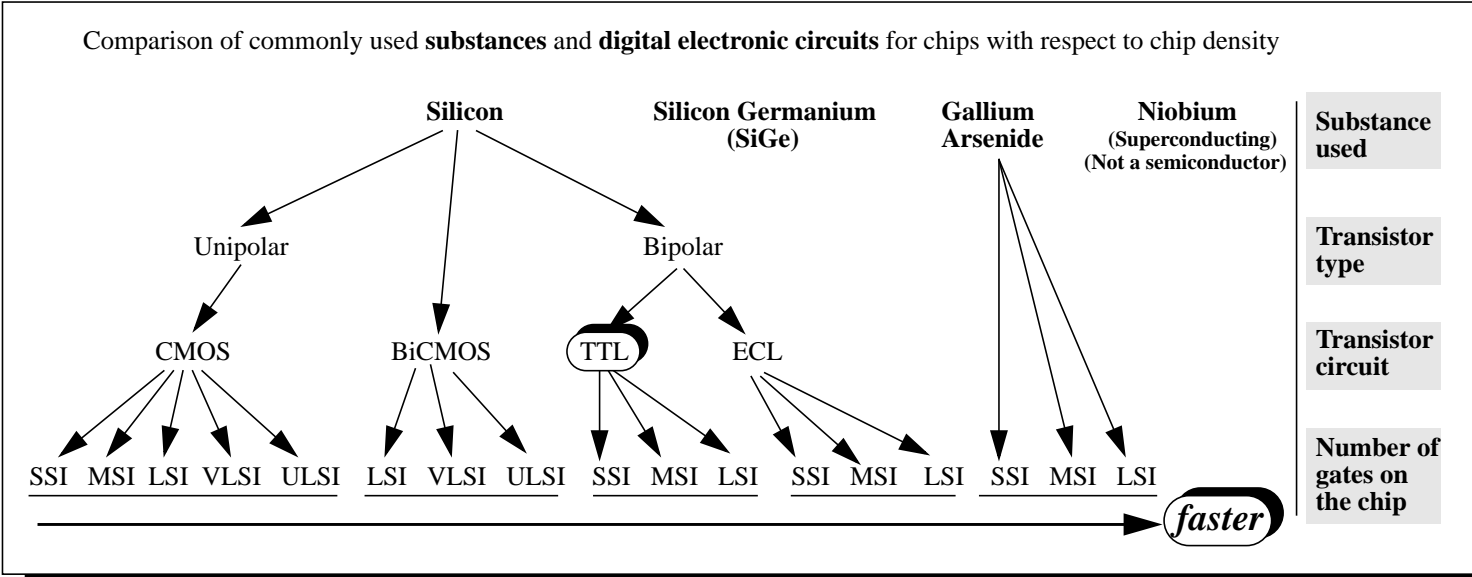 Comparison of commonly used substances and digital electronic circuits for chips with respect to chip density
Silicon
Silicon Germanium
(SiGe)
Gallium
Arsenide
Niobium
(Superconducting)
(Not a semiconductor)
Substance
used
Unipolar
Bipolar
Transistor
type
CMOS
BiCMOS
TTL
ECL
Transistor
circuit
SSI MSI LSI VLSI ULSI
LSI VLSI ULSI
SSI MSI LSI
SSI MSI LSI
SSI MSI LSI
Number of
gates on
the chip
faster